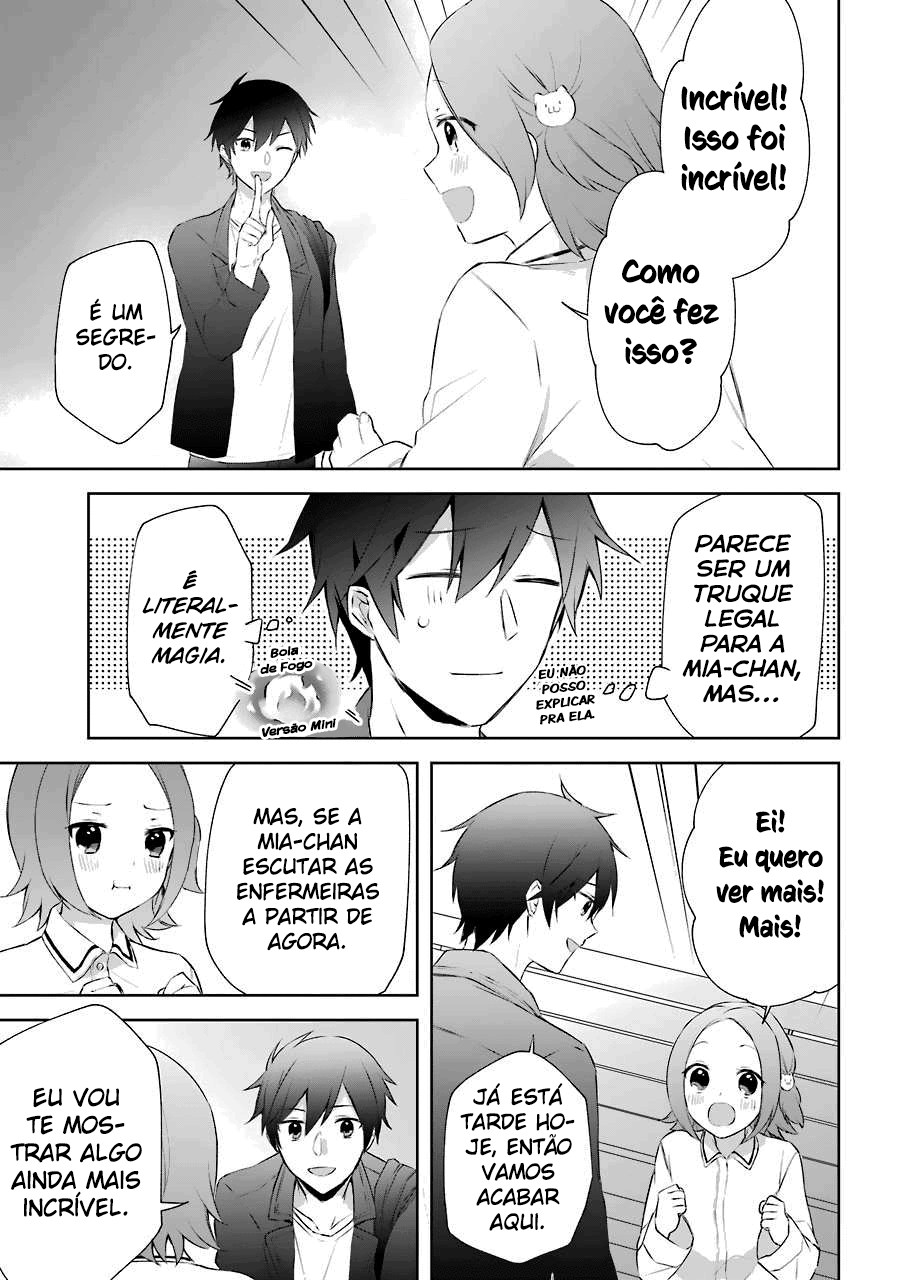 Incrível!
Isso foi
incrível!
Como
você fez
isso?
É UM
SEGRE-
DO.
PARECE
SER UM
TRUQUE
LEGAL
PARA A
MIA-CHAN,
MAS...
EU NÃO
POSSO
EXPLICAR
PRA ELA.
É
LITERAL-
MENTE
MAGIA.
Bola
de Fogo
Versão Mini
Ei!
Eu quero
ver mais!
Mais!
JÁ ESTÁ
TARDE HO-
JE, ENTÃO
VAMOS
ACABAR
AQUI.
MAS, SE A
MIA-CHAN
ESCUTAR AS
ENFERMEIRAS
A PARTIR DE
AGORA.
EU VOU
TE MOS-
TRAR ALGO
AINDA MAIS
INCRÍVEL.